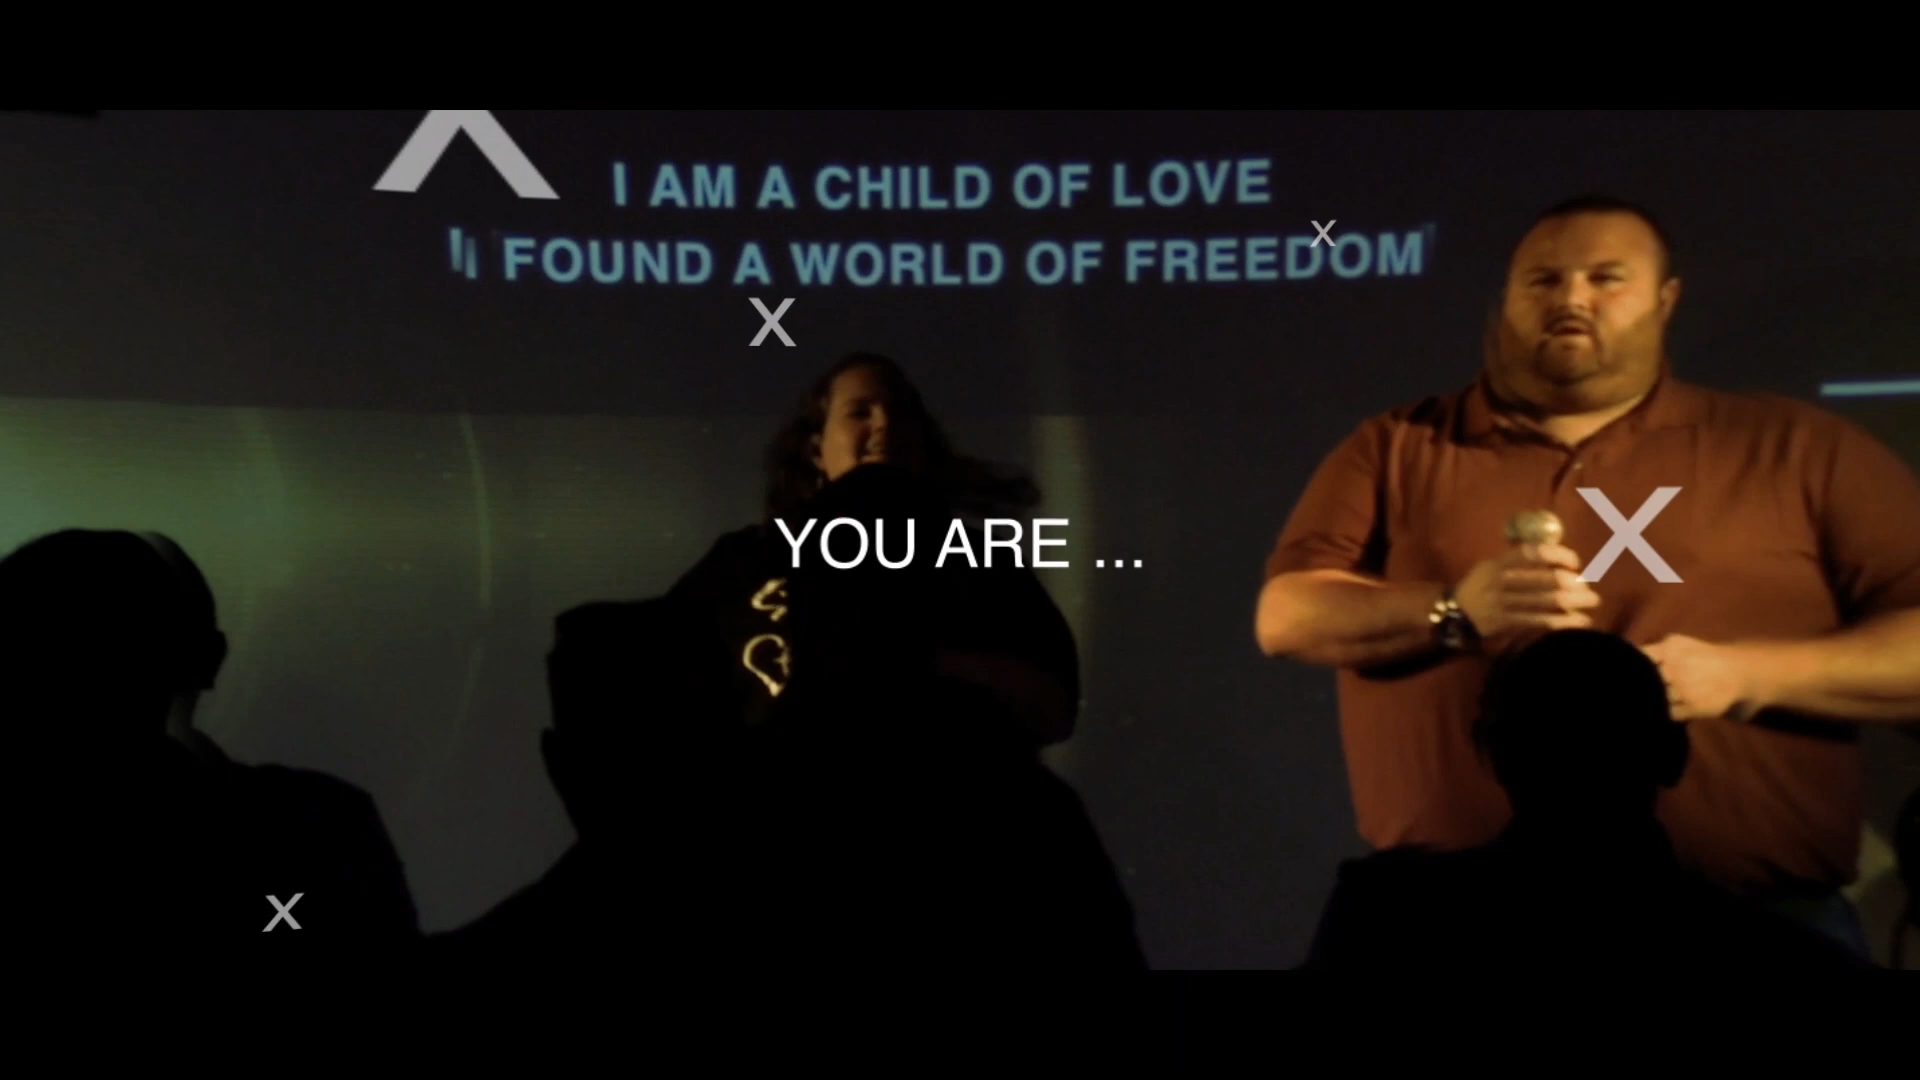 X
I AM A CHILD OF LOVE
I FOUND A WORLD OF FREEDOM
X
X
YOU ARE ...
X
X